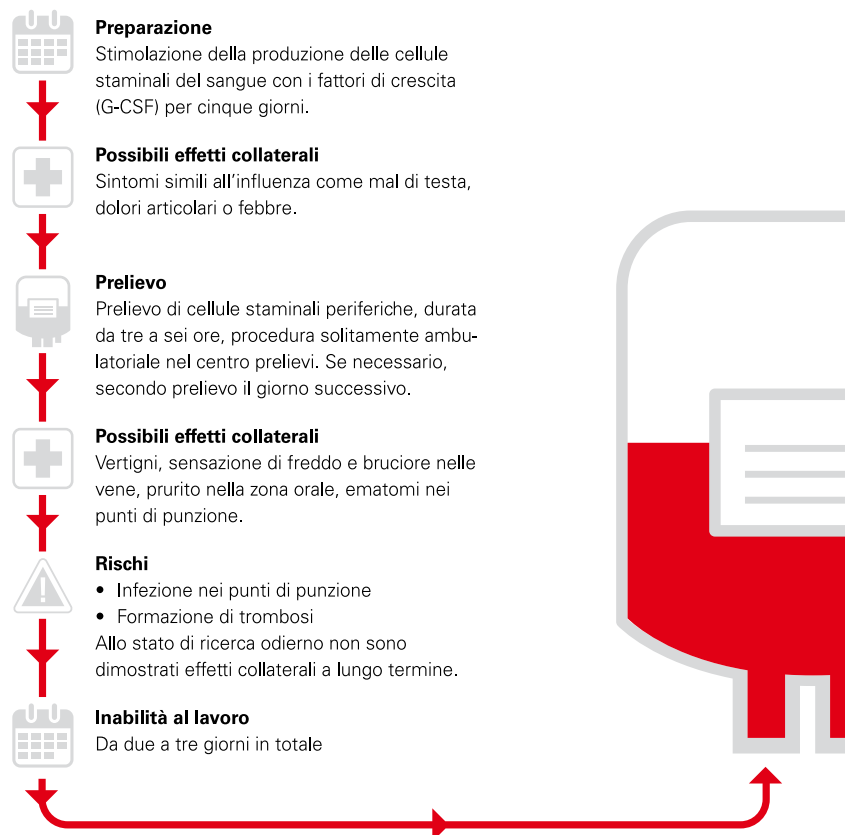 Preparazione
Stimolazione della produzione delle cellule
staminali del sangue con i fattori di crescita
(G-CSF) per cinque giorni.
Possibili effetti collaterali
Sintomi simili all'influenza come mal di testa,
dolori articolari o febbre.
Prelievo
Prelievo di cellule staminali periferiche, durata
da tre a sei ore, procedura solitamente ambu-
latoriale nel centro prelievi. Se necessario,
secondo prelievo il giorno successivo.
Possibili effetti collaterali
Vertigni, sensazione di freddo e bruciore nelle
vene, prurito nella zona orale, ematomi nei
punti di punzione.
Rischi
• Infezione nei punti di punzione
• Formazione di trombosi
Allo stato di ricerca odierno non sono
dimostrati effetti collaterali a lungo termine.
Inabilità al lavoro
Da due a tre giorni in totale